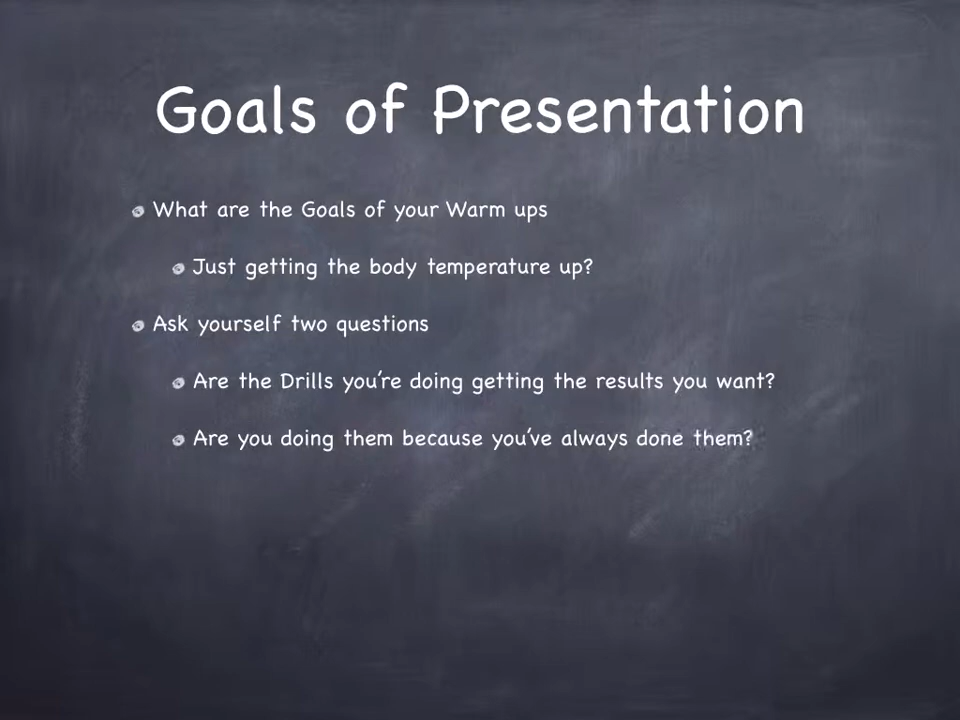 Goals of Presentation
What are the Goals of your Warm ups
Just getting the body temperature up?
Ask yourself two questions
Are the Drills you’re doing getting the results you want?
Are you doing them because you’ve always done them?